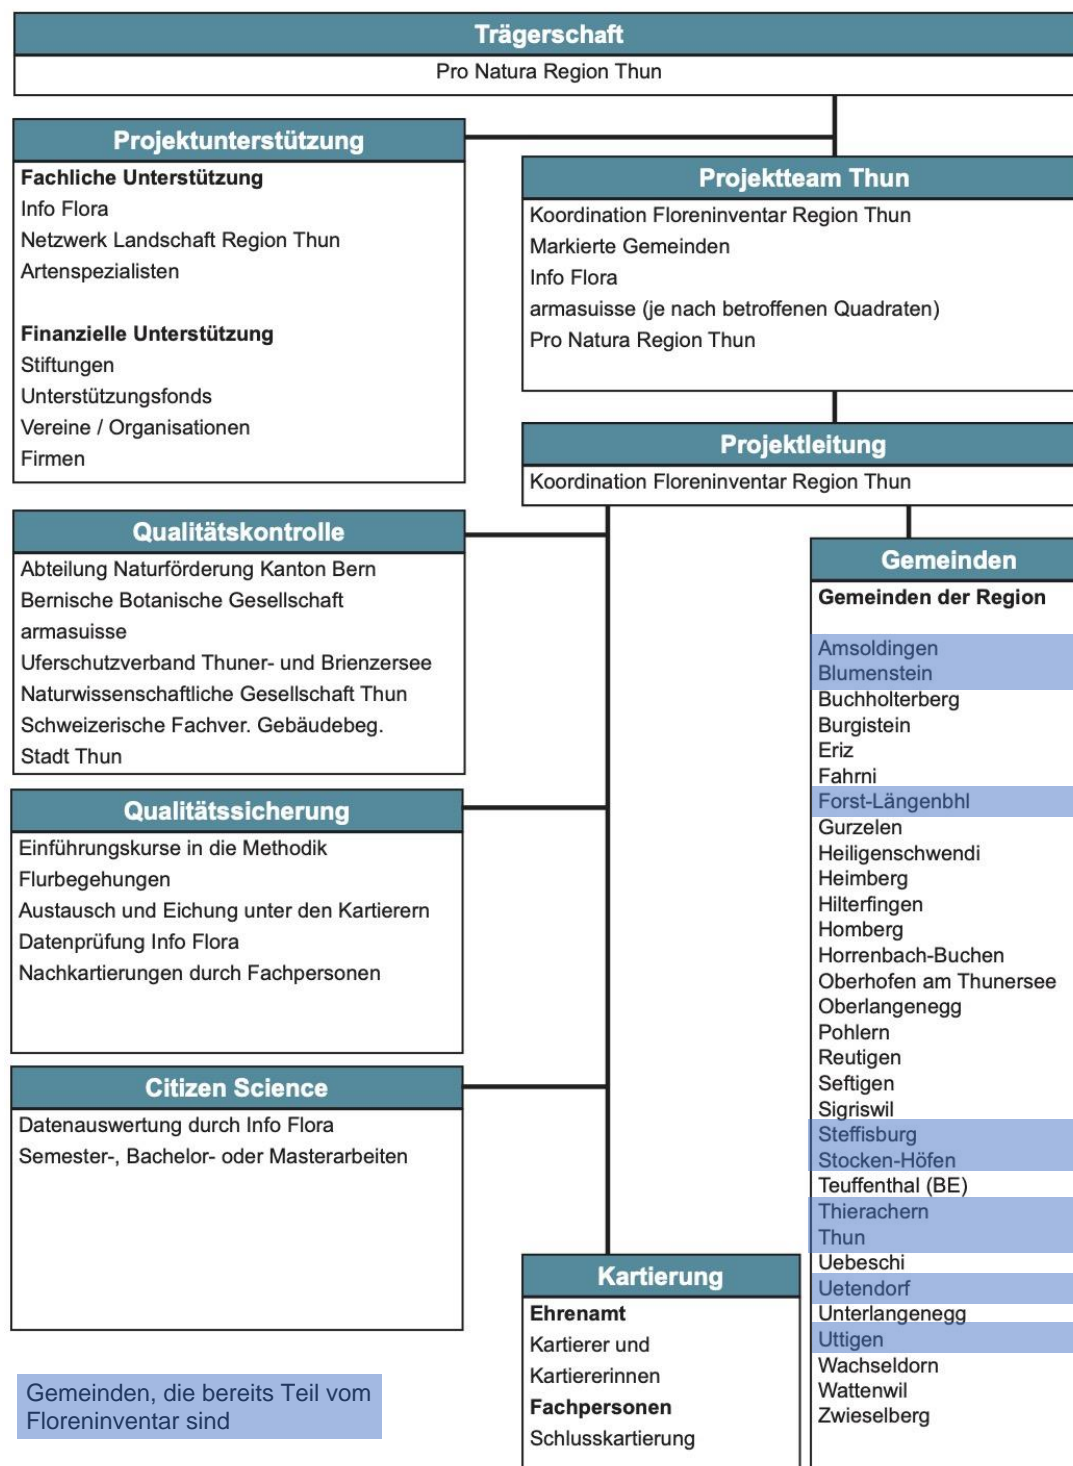 Trägerschaft
Pro Natura Region Thun
Projektunterstützung
Fachliche Unterstützung
Info Flora
Netzwerk Landschaft Region Thun
Artenspezialisten
Finanzielle Unterstützung
Stiftungen
Unterstützungsfonds
Vereine / Organisationen
Firmen
Projektteam Thun
Koordination Floreninventar Region Thun
Markierte Gemeinden
Info Flora
armasuisse (je nach betroffenen Quadraten)
Pro Natura Region Thun
Projektleitung
Koordination Floreninventar Region Thun
Qualitätskontrolle
Abteilung Naturförderung Kanton Bern
Bernische Botanische Gesellschaft
armasuisse
Uferschutzverband Thuner- und Brienzersee
Naturwissenschaftliche Gesellschaft Thun
Schweizerische Fachver. Gebäudebeg.
Stadt Thun
Qualitätssicherung
Einführungskurse in die Methodik
Flurbegehungen
Austausch und Eichung unter den Kartierern
Datenprüfung Info Flora
Nachkartierungen durch Fachpersonen
Citizen Science
Datenauswertung durch Info Flora
Semester-, Bachelor- oder Masterarbeiten
Gemeinden
Gemeinden der Region
Amsoldingen
Blumenstein
Buchholterberg
Burgistein
Eriz
Fahrni
Forst-Längenbhl
Gurzelen
Heiligenschwendi
Heimberg
Hilterfingen
Homberg
Horrenbach-Buchen
Oberhofen am Thunersee
Oberlangenegg
Pohlern
Reutigen
Seftigen
Sigriswil
Steffisburg
Stocken-Höfen
Teuffenthal (BE)
Thierachern
Thun
Uebeschi
Uetendorf
Unterlangenegg
Uttigen
Wachseldorn
Wattenwil
Zwieselberg
Kartierung
Ehrenamt
Kartierer und
Kartiererinnen
Fachpersonen
Schlusskartierung
Gemeinden, die bereits Teil vom
Floreninventar sind